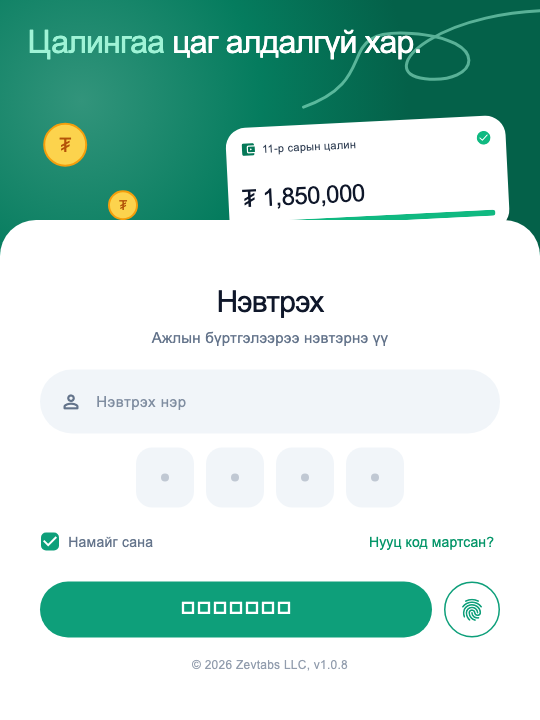 Цалингаа цаг алдалгүй хар.
₮
11-р сарын цалин
₮ 1,850,000
₮
Нэвтрэх
Ажлын бүртгэлээрээ нэвтэрнэ үү
Нэвтрэх нэр
Намайг сана
Нууц код мартсан?
© 2026 Zevtabs LLC, v1.0.8